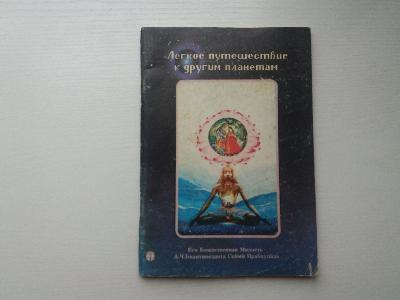 Легкое путешествие
к другим планетам
Его Божественная Милость
А.Ч.Бхактиведанта Свами Прабхупада